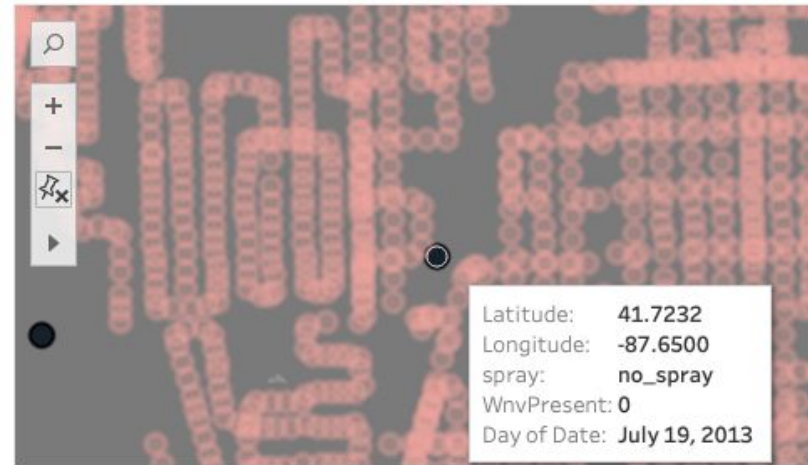 Latitude: 41.7232
Longitude: -87.6500
spray: no_spray
WnvPresent: 0
Day of Date: July 19, 2013